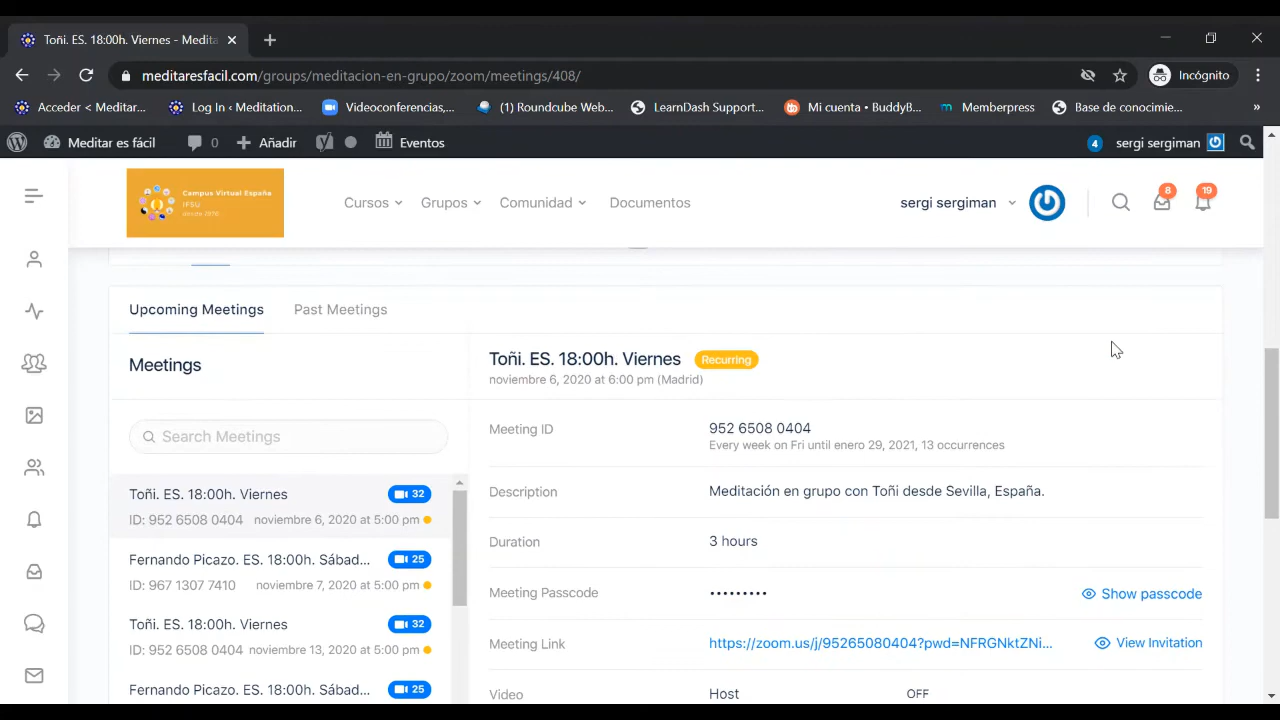 Toñi. ES. 18:00h. Viernes - Medita
meditaresfacil.com/groups/meditacion-en-grupo/zoom/meetings/408/
Incógnito
Acceder < Meditar...
Log In ‹ Meditation...
Videoconferencias,...
(1) Roundcube Web...
LearnDash Support...
Mi cuenta • BuddyB...
Memberpress
Base de conocimie...
»
Meditar es fácil
0
Añadir
Eventos
4
sergi sergiman
Campus Virtual España
IFSU
desde 1976
Cursos
Grupos
Comunidad
Documentos
sergi sergiman
8
19
Upcoming Meetings
Past Meetings
Meetings
Search Meetings
Toñi. ES. 18:00h. Viernes
32
ID: 952 6508 0404
noviembre 6, 2020 at 5:00 pm
Fernando Picazo. ES. 18:00h. Sábad...
25
ID: 967 1307 7410
noviembre 7, 2020 at 5:00 pm
Toñi. ES. 18:00h. Viernes
32
ID: 952 6508 0404
noviembre 13, 2020 at 5:00 pm
Fernando Picazo. ES. 18:00h. Sábad...
25
Toñi. ES. 18:00h. Viernes
Recurring
noviembre 6, 2020 at 6:00 pm (Madrid)
Meeting ID
952 6508 0404
Every week on Fri until enero 29, 2021, 13 occurrences
Description
Meditación en grupo con Toñi desde Sevilla, España.
Duration
3 hours
Meeting Passcode
•••••••••
Show passcode
Meeting Link
https://zoom.us/j/95265080404?pwd=NFRGNktZNi...
View Invitation
Video
Host
OFF